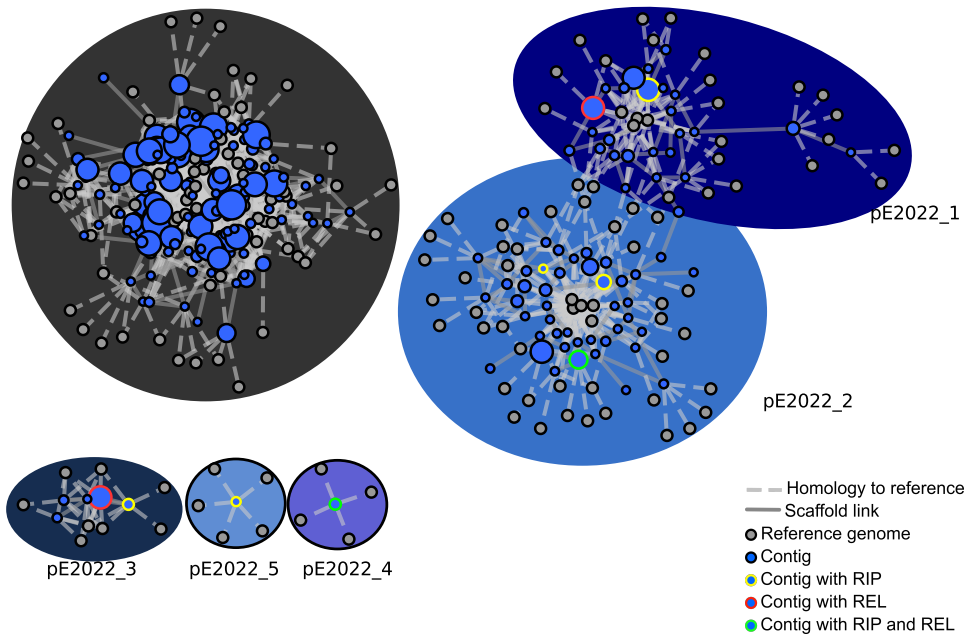 pE2022_1
pE2022_2
pE2022_3
pE2022_5
pE2022_4
Homology to reference
Scaffold link
Reference genome
Contig
Contig with RIP
Contig with REL
Contig with RIP and REL